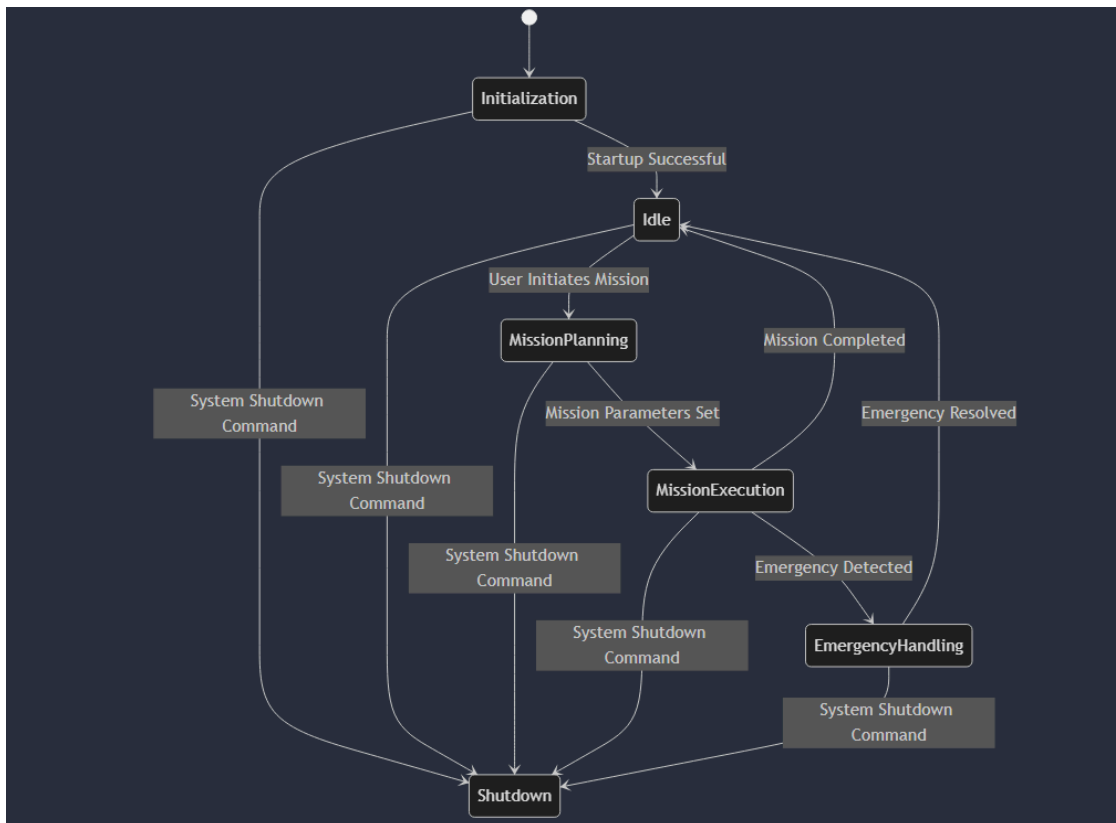 Initialization
Startup Successful
Idle
User Initiates Mission
MissionPlanning
Mission Completed
System Shutdown
Command
Mission Parameters Set
Emergency Resolved
System Shutdown
Command
MissionExecution
System Shutdown
Command
Emergency Detected
System Shutdown
Command
EmergencyHandling
System Shutdown
Command
Shutdown